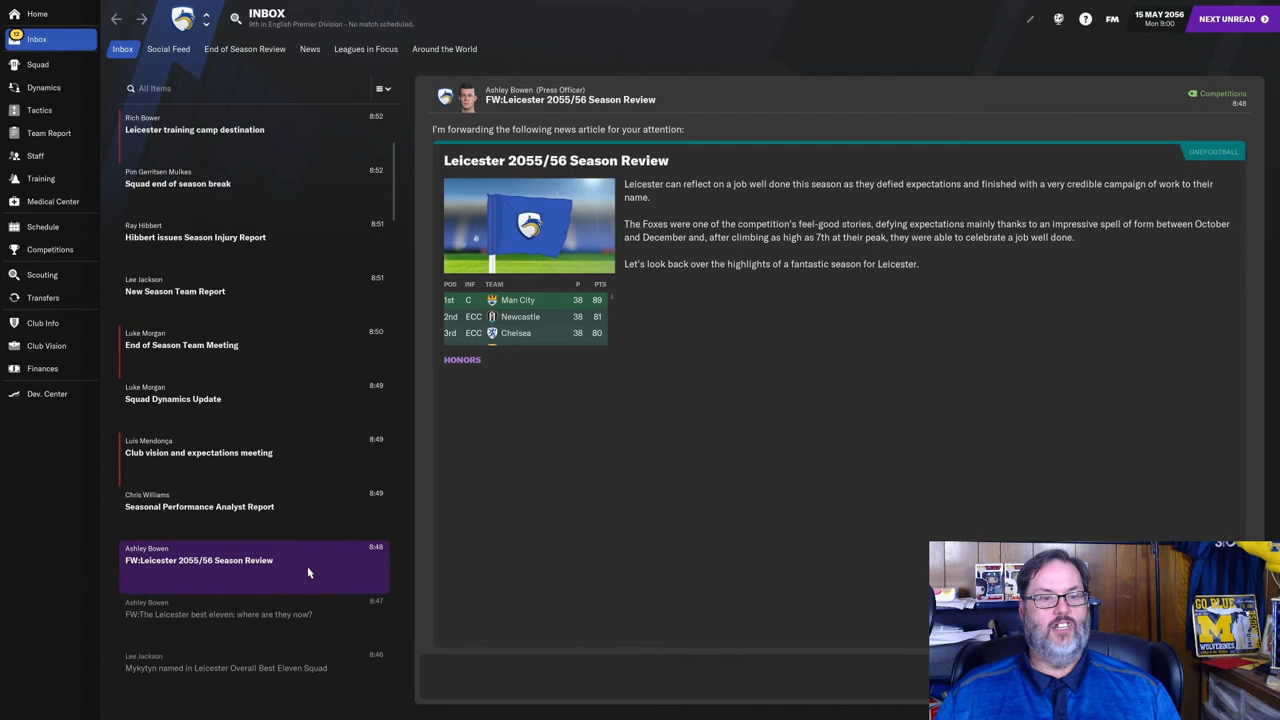 Home
INBOX
9th in English Premier Division - No match scheduled.
15 MAY 2056
Mon 9:00
NEXT UNREAD
FM
12
Inbox
Squad
Dynamics
Tactics
Team Report
Staff
Training
Medical Center
Schedule
Competitions
Scouting
Transfers
Club Info
Club Vision
Finances
Dev. Center
Inbox
Social Feed
End of Season Review
News
Leagues in Focus
Around the World
All Items
Rich Bower
8:52
Leicester training camp destination
Pim Gerritsen Mulkes
8:52
Squad end of season break
Ray Hibbert
8:51
Hibbert issues Season Injury Report
Lee Jackson
8:51
New Season Team Report
Luke Morgan
8:50
End of Season Team Meeting
Luke Morgan
8:49
Squad Dynamics Update
Luís Mendonça
8:49
Club vision and expectations meeting
Chris Williams
8:49
Seasonal Performance Analyst Report
Ashley Bowen
8:48
FW:Leicester 2055/56 Season Review
Ashley Bowen
8:47
FW:The Leicester best eleven: where are they now?
Lee Jackson
8:46
Mykytyn named in Leicester Overall Best Eleven Squad
Ashley Bowen (Press Officer)
FW:Leicester 2055/56 Season Review
Competitions
8:48
I'm forwarding the following news article for your attention:
Leicester 2055/56 Season Review
ONEFOOTBALL
Leicester can reflect on a job well done this season as they defied expectations and finished with a very credible campaign of work to their
name.
The Foxes were one of the competition's feel-good stories, defying expectations mainly thanks to an impressive spell of form between October
and December and, after climbing as high as 7th at their peak, they were able to celebrate a job well done.
Let's look back over the highlights of a fantastic season for Leicester.
POS INF TEAM P PTS
1st C Man City 38 89
2nd ECC Newcastle 38 81
3rd ECC Chelsea 38 80
HONORS
GO BLUE
M
WOLVERINES